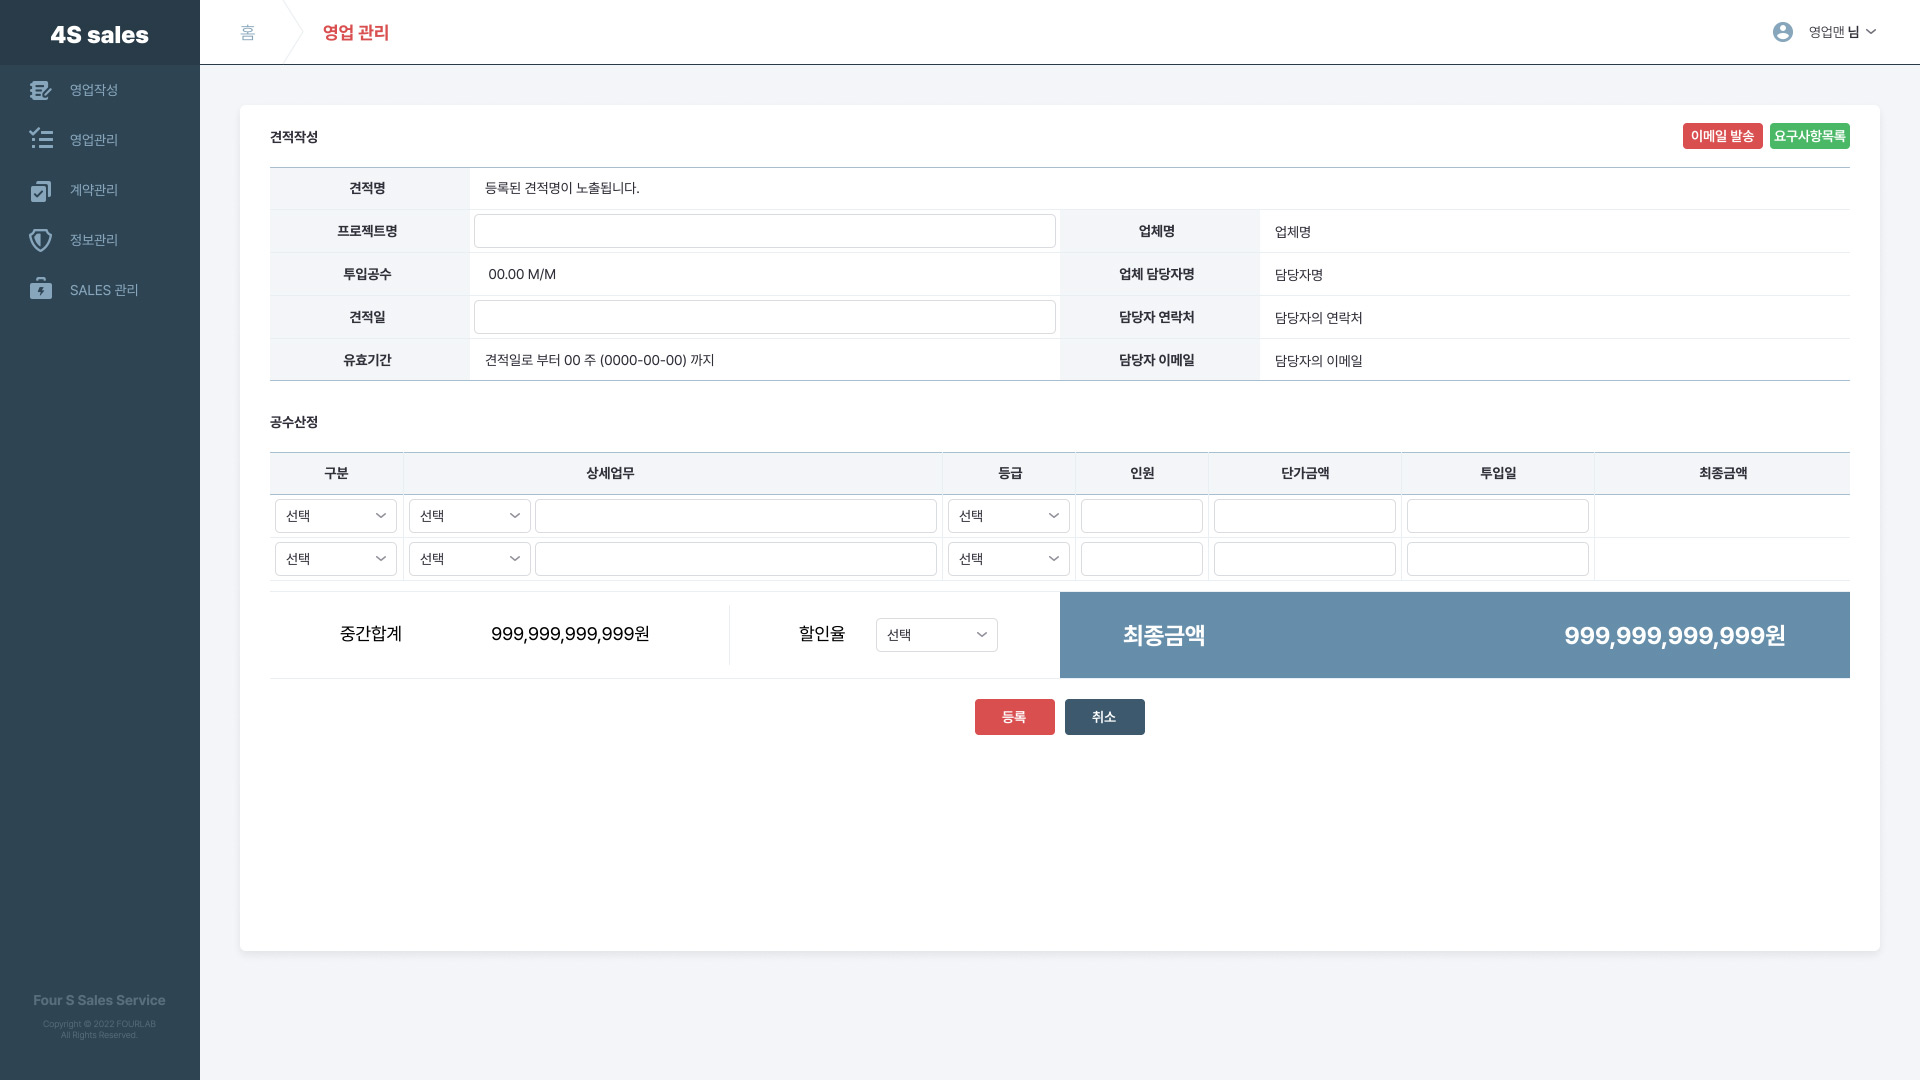 4S sales
홈
영업 관리
영업맨 님
영업작성
영업관리
계약관리
정보관리
SALES 관리
견적작성
이메일 발송
요구사항목록
견적명
등록된 견적명이 노출됩니다.
프로젝트명
업체명
업체명
투입공수
00.00 M/M
업체 담당자명
담당자명
견적일
담당자 연락처
담당자의 연락처
유효기간
견적일로 부터 00 주 (0000-00-00) 까지
담당자 이메일
담당자의 이메일
공수산정
구분
상세업무
등급
인원
단가금액
투입일
최종금액
선택
선택
선택
선택
선택
선택
중간합계
999,999,999,999원
할인율
선택
최종금액
999,999,999,999원
등록
취소
Four S Sales Service
Copyright © 2022 FOURLAB
All Rights Reserved.